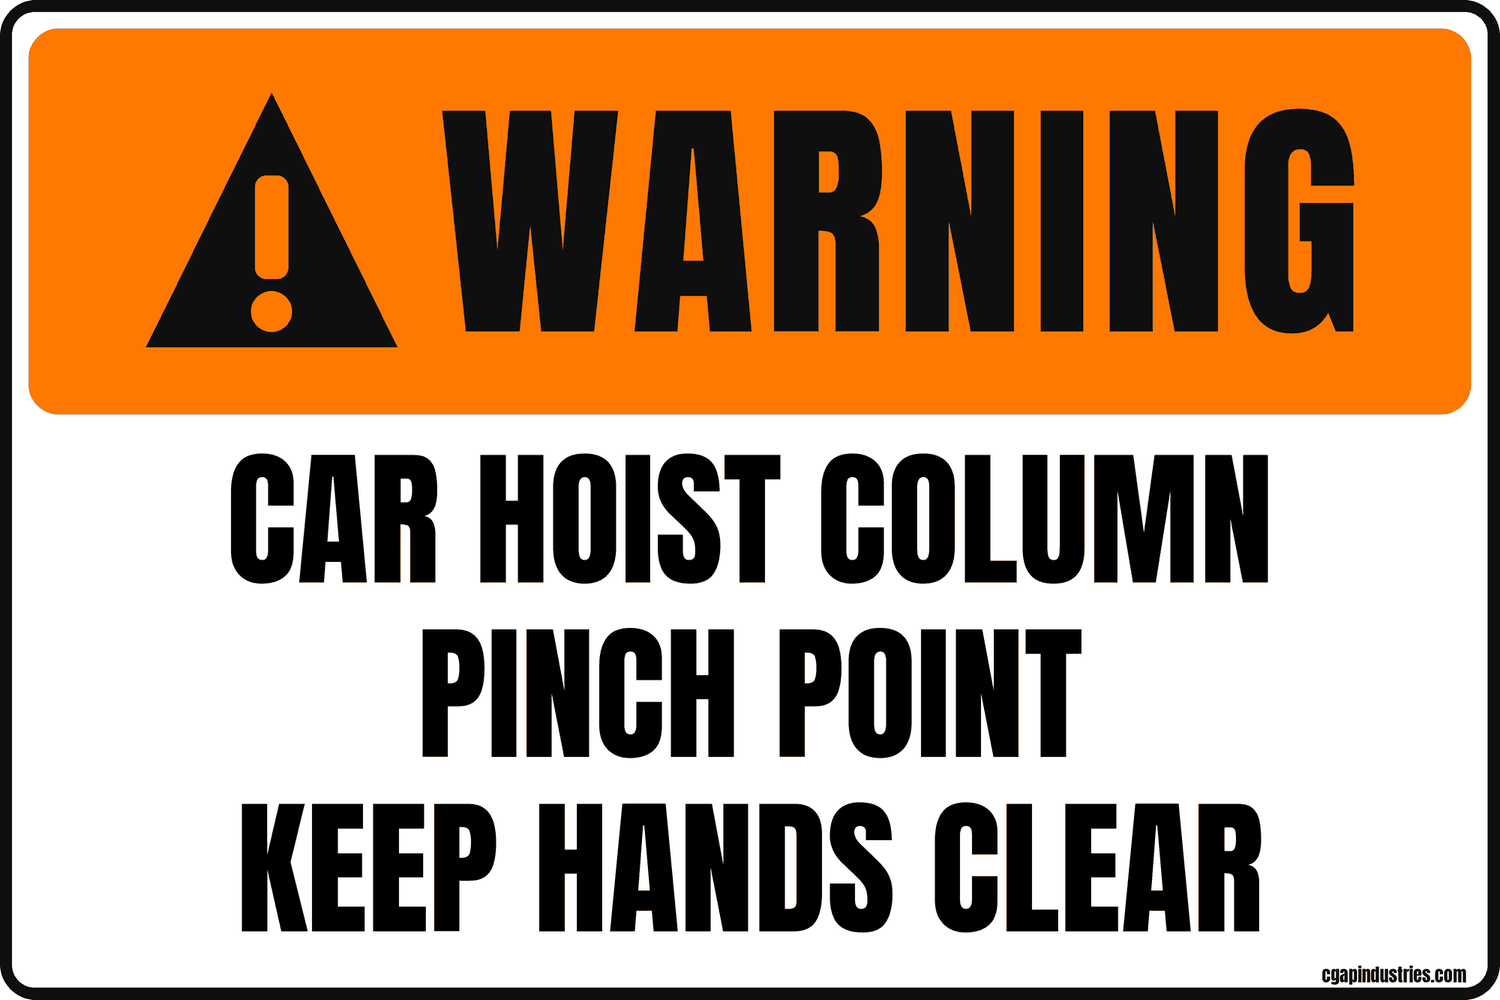 WARNING
CAR HOIST COLUMN
PINCH POINT
KEEP HANDS CLEAR
cgapindustries.com